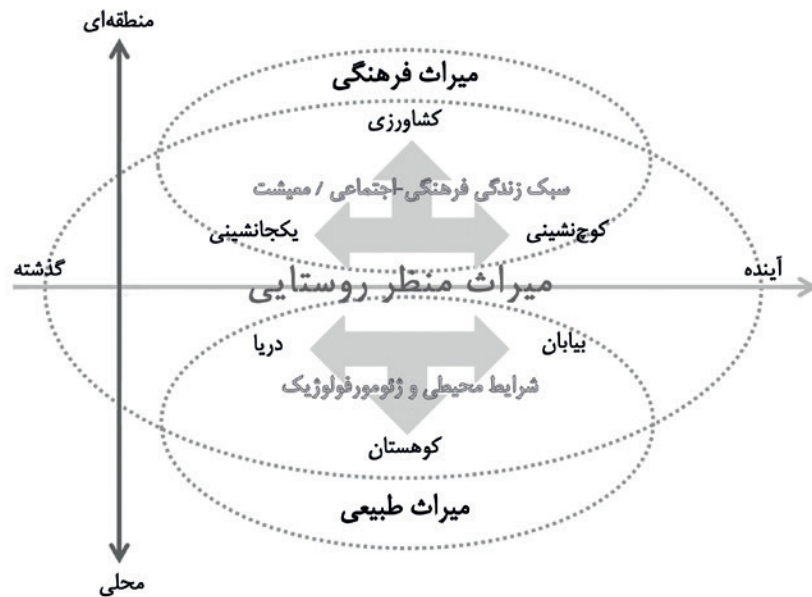 منطقه‌ای
میراث فرهنگی
کشاورزی
سبک زندگی فرهنگی-اجتماعی / معیشت
کوچ‌نشینی
یکجانشینی
آینده
گذشته
میراث منظر روستایی
بیابان
دریا
شرایط محیطی و ژئومورفولوژیک
کوهستان
میراث طبیعی
محلی